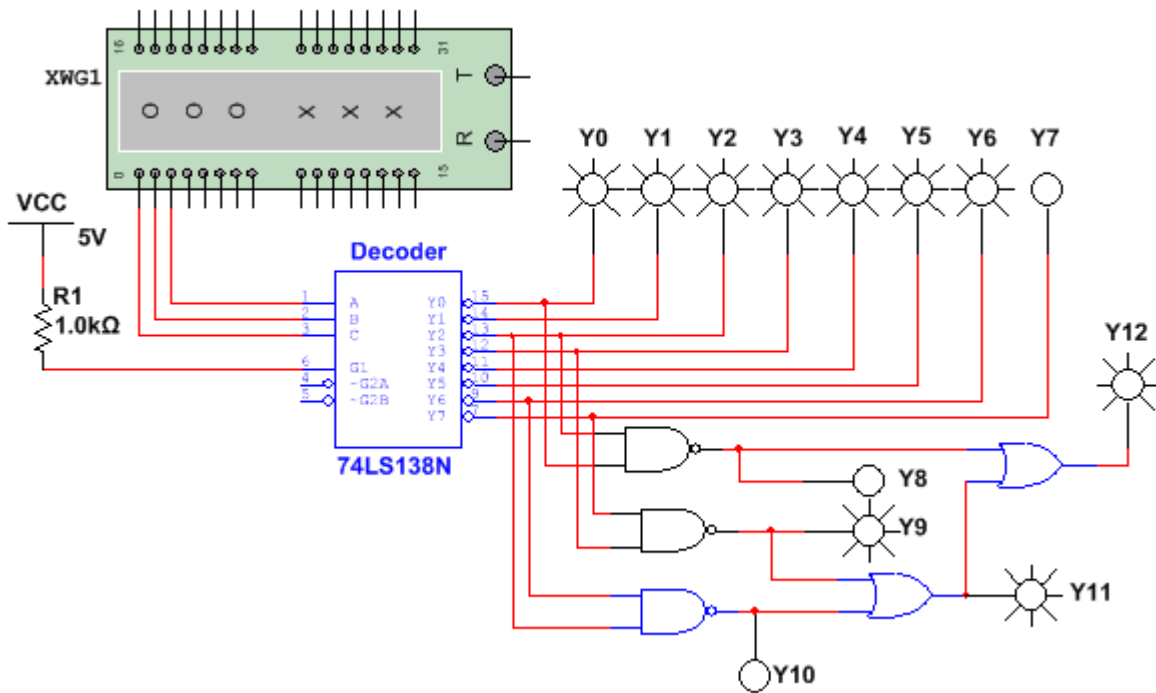 16 31
XWG1
O O O X X X
T
R
0 15
VCC
5V
R1
1.0kΩ
Y0 Y1 Y2 Y3 Y4 Y5 Y6 Y7
Decoder
1 A Y0 15
2 B Y1 14
3 C Y2 13
Y3 12
6 G1 Y4 11
4 ~G2A Y5 10
5 ~G2B Y6 9
Y7 7
74LS138N
Y12
Y8
Y9
Y11
Y10